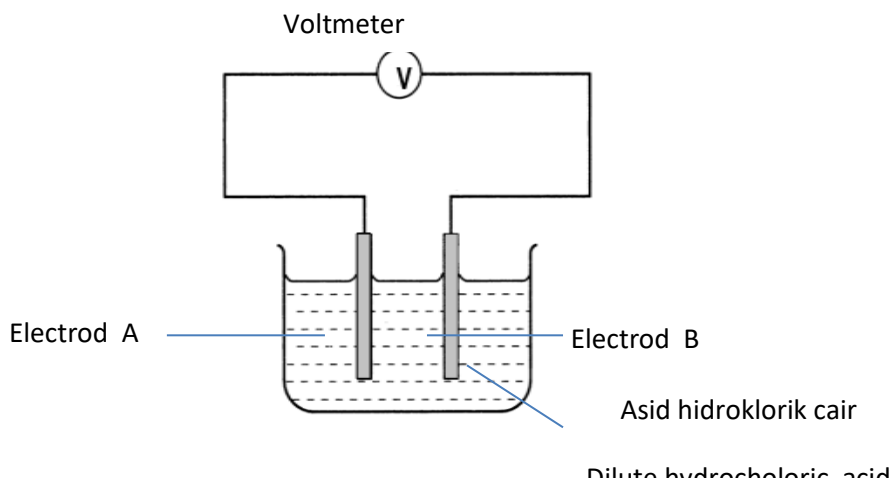 Voltmeter
V
Electrod A
Electrod B
Asid hidroklorik cair
Dilute hydrocholoric acid